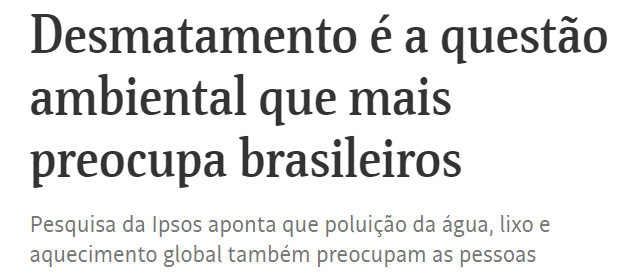 Desmatamento é a questão
ambiental que mais
preocupa brasileiros
Pesquisa da Ipsos aponta que poluição da água, lixo e
aquecimento global também preocupam as pessoas